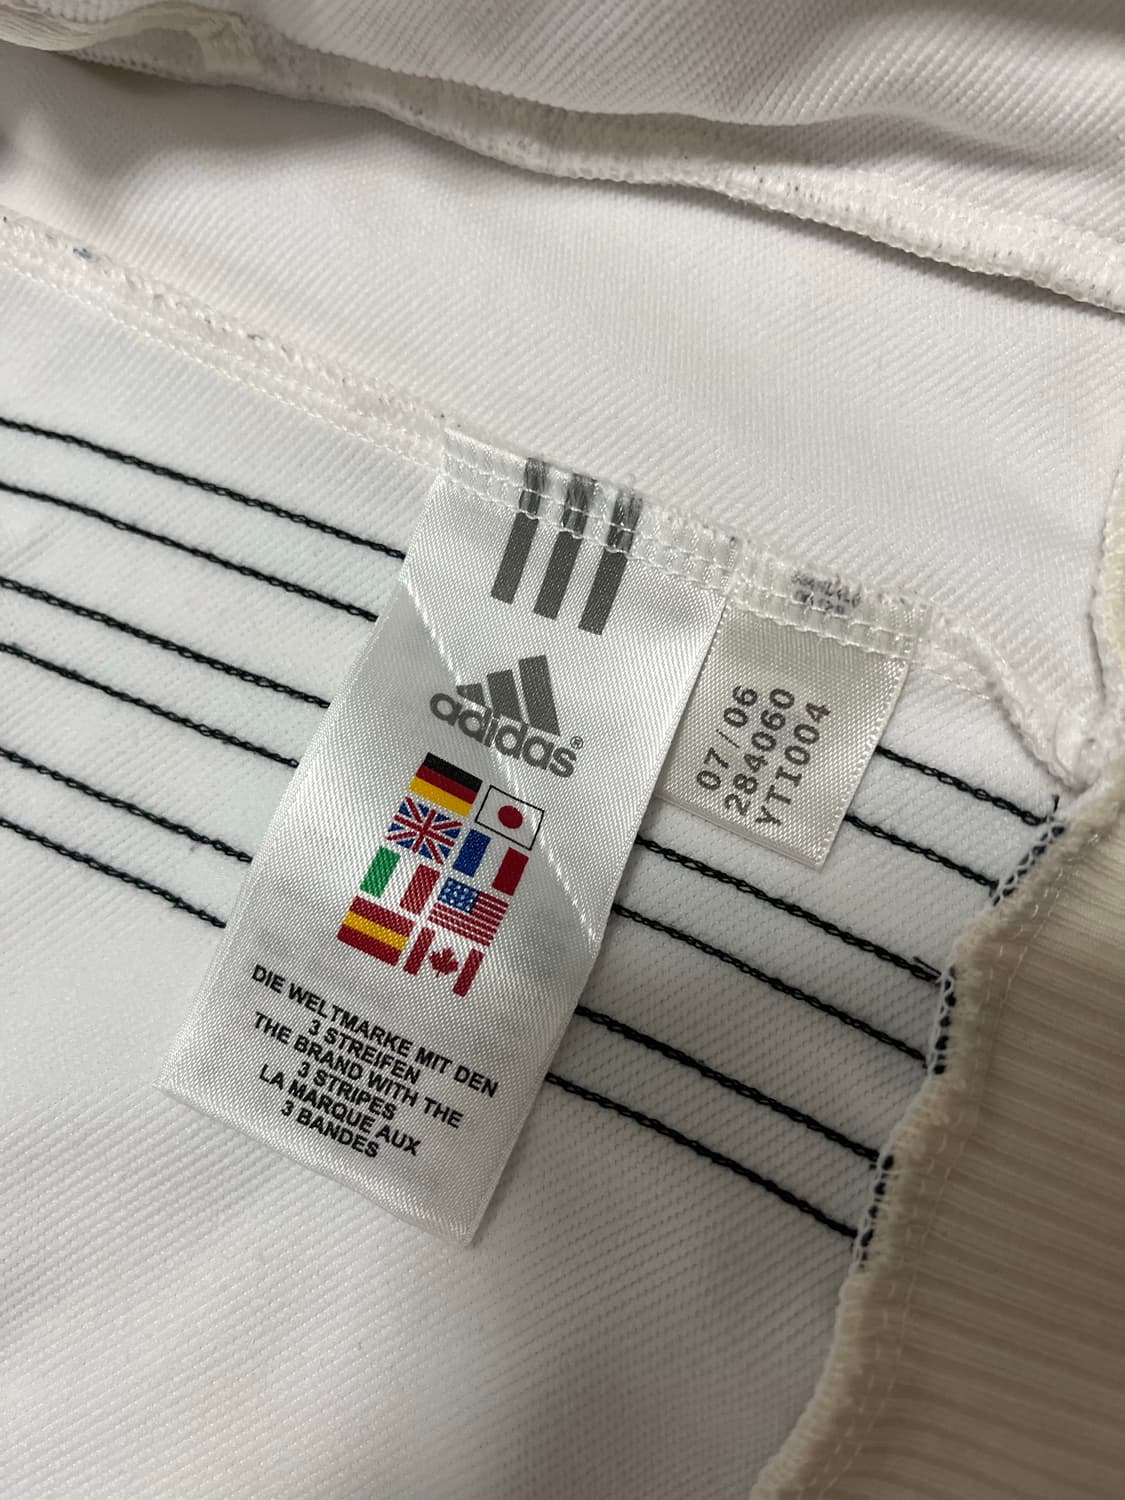 adidas®
DIE WELTMARKE MIT DEN
3 STREIFEN
THE BRAND WITH THE
3 STRIPES
LA MARQUE AUX
3 BANDES
07/06
284060
YTI004